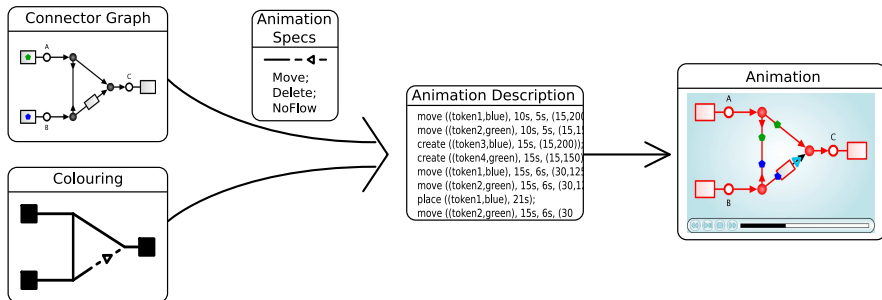 Connector Graph
A
C
B
Colouring
Animation
Specs
Move;
Delete;
NoFlow
Animation Description
move ((token1,blue), 10s, 5s, (15,200
move ((token2,green), 10s, 5s, (15,15
create ((token3,blue), 15s, (15,200));
create ((token4,green), 15s, (15,150)
move ((token1,blue), 15s, 6s, (30,125
move ((token2,green), 15s, 6s, (30,12
place ((token1,blue), 21s);
move ((token2,green), 15s, 6s, (30
Animation
A
C
B